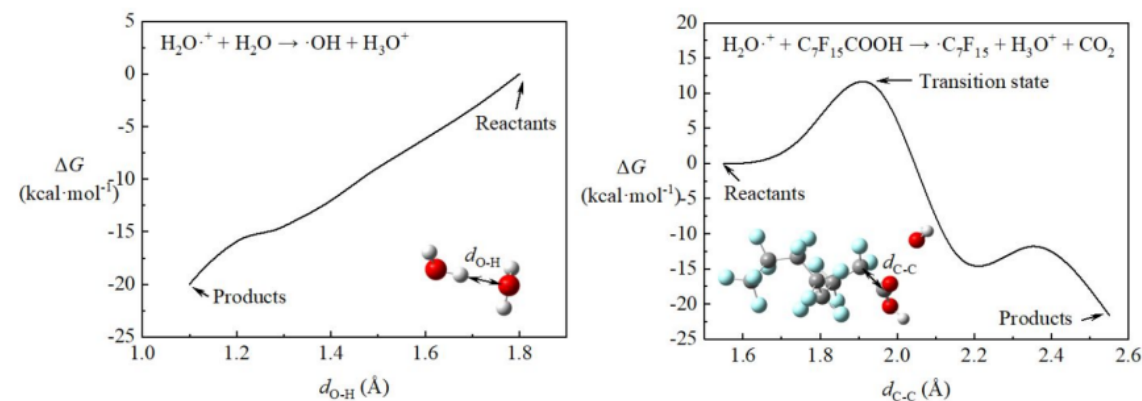 H₂O·⁺ + H₂O → ·OH + H₃O⁺
5
0
-5
-10
-15
-20
-25
ΔG
(kcal·mol⁻¹)
Reactants
Products
d_O-H
1.0 1.2 1.4 1.6 1.8
d_O-H (Å)
H₂O·⁺ + C₇F₁₅COOH → ·C₇F₁₅ + H₃O⁺ + CO₂
20
15
10
5
0
-5
-10
-15
-20
-25
ΔG
(kcal·mol⁻¹)
Transition state
Reactants
d_C-C
Products
1.6 1.8 2.0 2.2 2.4 2.6
d_C-C (Å)